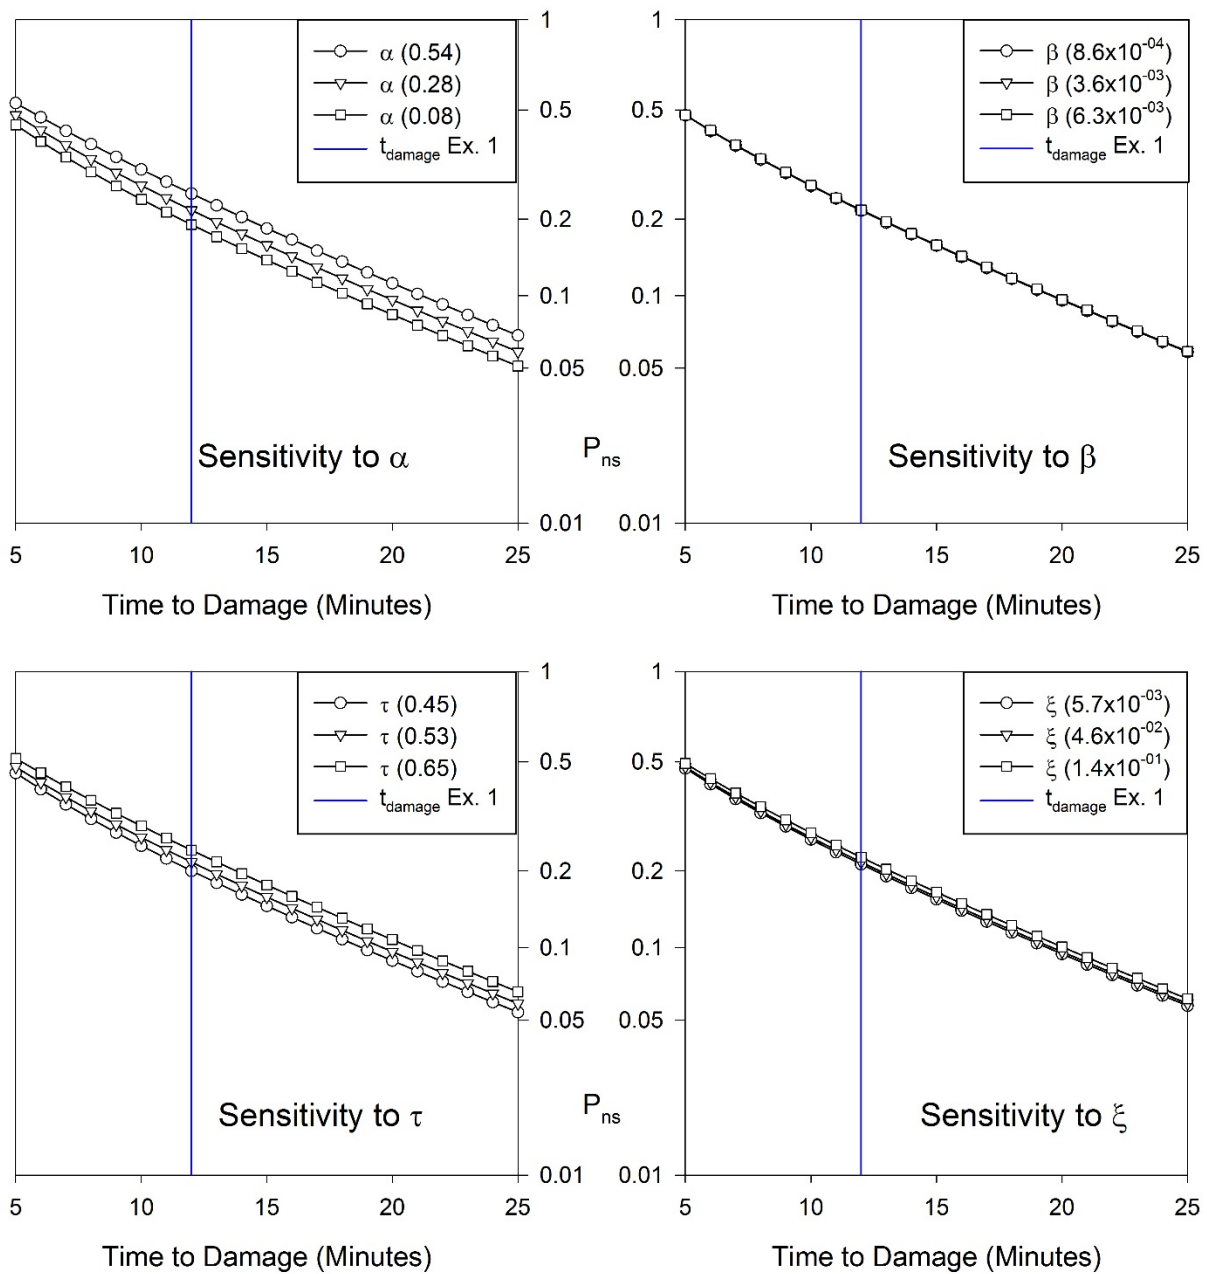 α (0.54)
α (0.28)
α (0.08)
t_damage Ex. 1
1
0.5
0.2
0.1
0.05
0.01
Sensitivity to α
5 10 15 20 25
Time to Damage (Minutes)
P_ns
β (8.6x10^-04)
β (3.6x10^-03)
β (6.3x10^-03)
t_damage Ex. 1
1
0.5
0.2
0.1
0.05
0.01
Sensitivity to β
5 10 15 20 25
Time to Damage (Minutes)
τ (0.45)
τ (0.53)
τ (0.65)
t_damage Ex. 1
1
0.5
0.2
0.1
0.05
0.01
Sensitivity to τ
5 10 15 20 25
Time to Damage (Minutes)
P_ns
ξ (5.7x10^-03)
ξ (4.6x10^-02)
ξ (1.4x10^-01)
t_damage Ex. 1
1
0.5
0.2
0.1
0.05
0.01
Sensitivity to ξ
5 10 15 20 25
Time to Damage (Minutes)